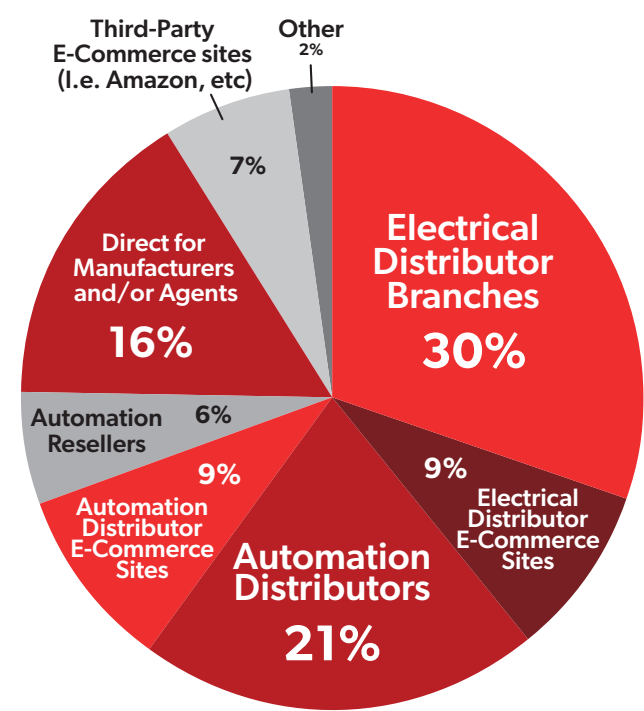 Third-Party
E-Commerce sites
(I.e. Amazon, etc)
7%
Other
2%
Electrical
Distributor
Branches
30%
9%
Electrical
Distributor
E-Commerce
Sites
Automation
Distributors
21%
9%
Automation
Distributor
E-Commerce
Sites
Automation
Resellers
6%
Direct for
Manufacturers
and/or Agents
16%